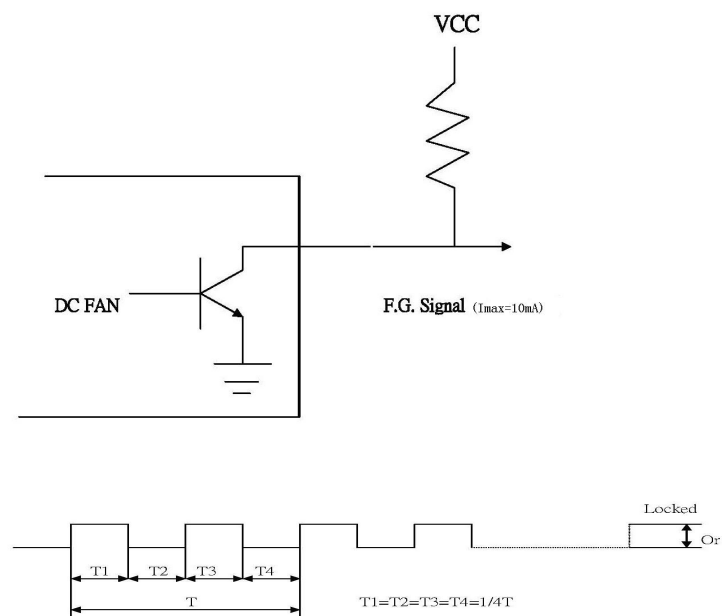 VCC
DC FAN
F.G. Signal (Imax=10mA)
Locked
Or
T1 T2 T3 T4
T
T1=T2=T3=T4=1/4T